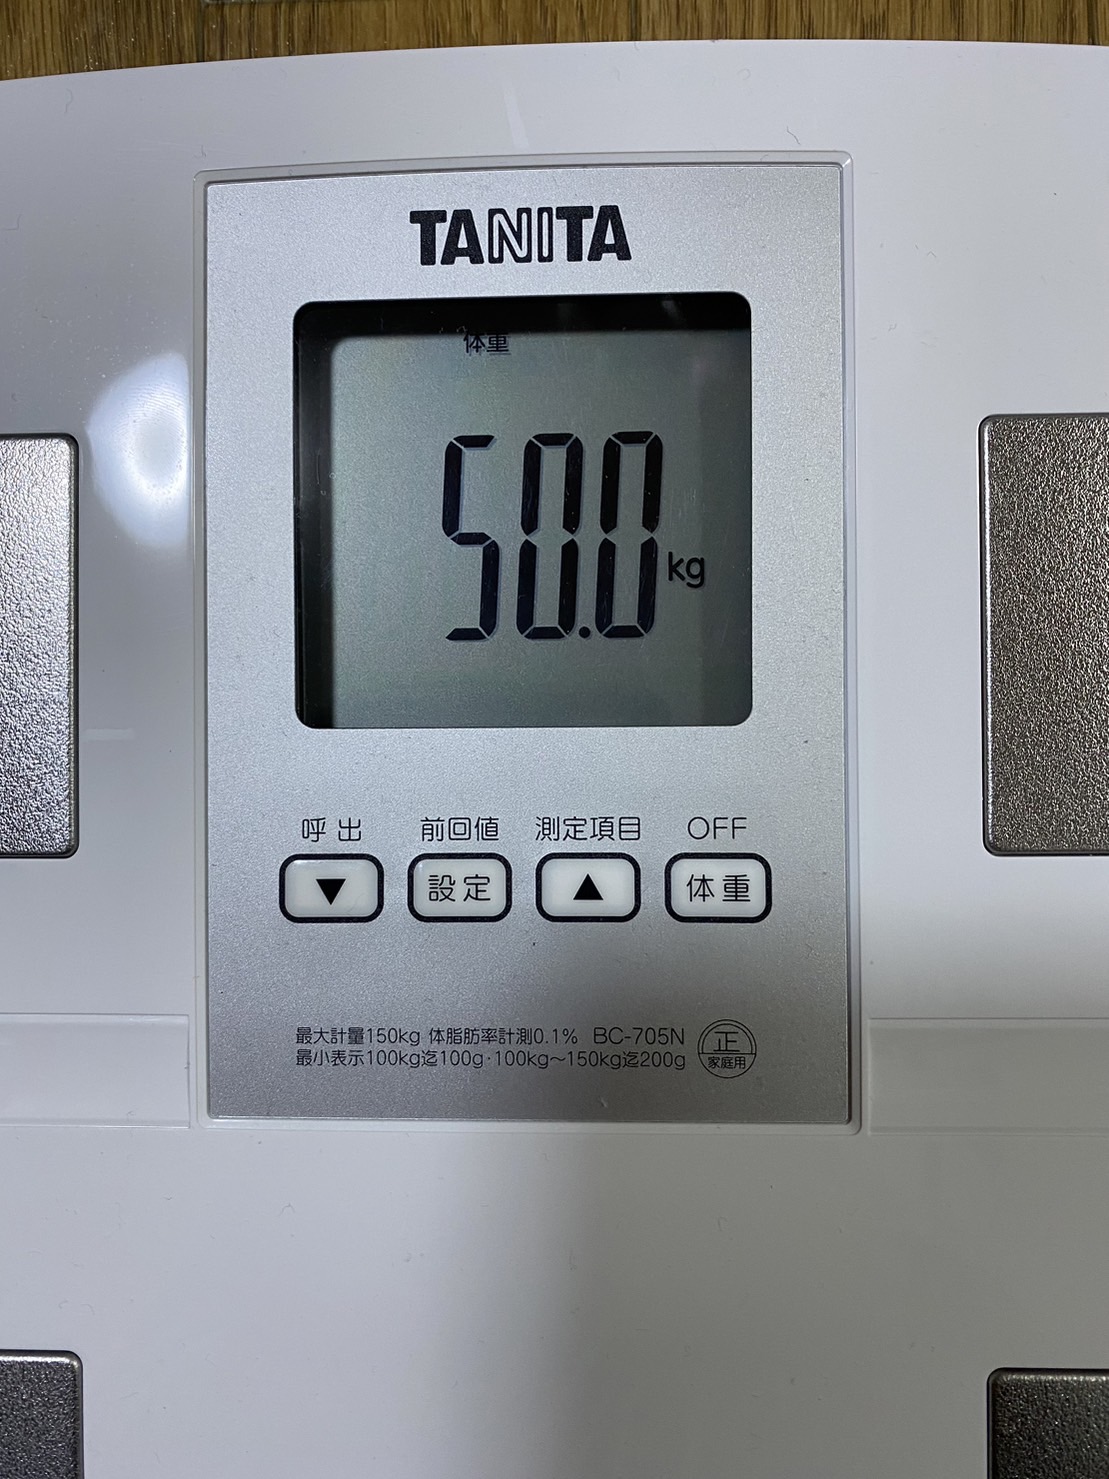 TANITA
体重
50.0 kg
呼出 前回値 測定項目 OFF
▼ 設定 ▲ 体重
最大計量150kg 体脂肪率計測0.1% BC-705N
最小表示100kg迄100g・100kg〜150kg迄200g
正
家庭用